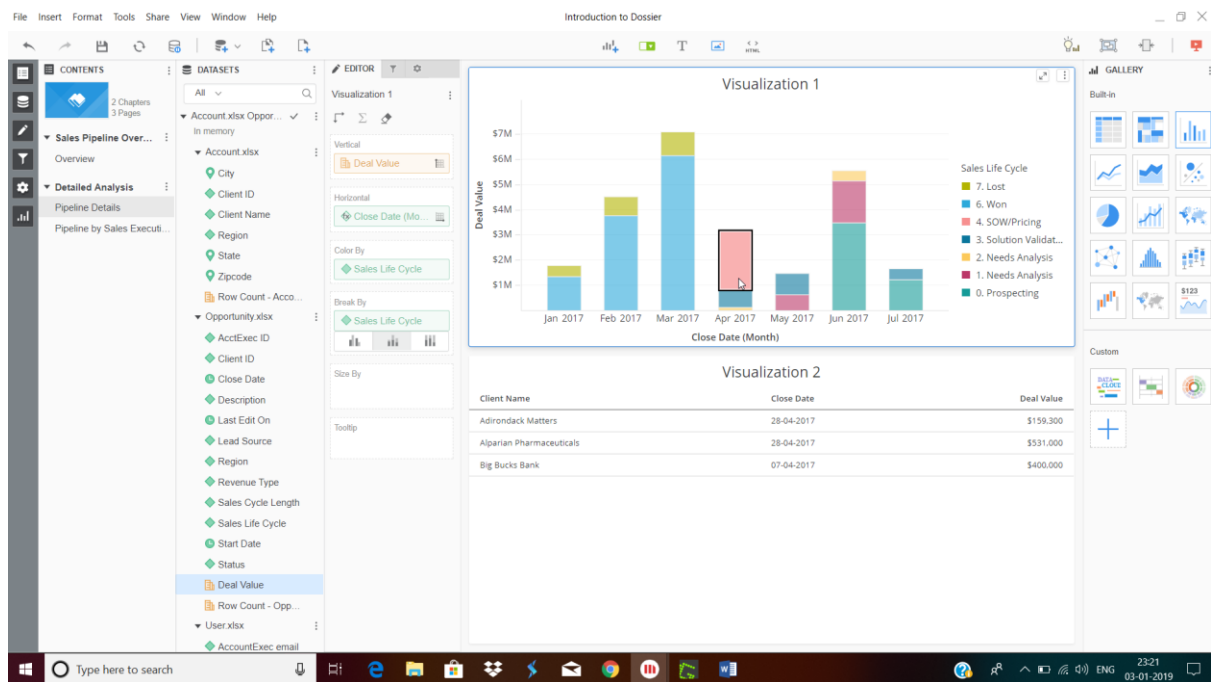 File Insert Format Tools Share View Window Help
Introduction to Dossier
T
HTML
CONTENTS
2 Chapters
3 Pages
Sales Pipeline Over...
Overview
Detailed Analysis
Pipeline Details
Pipeline by Sales Executi...
DATASETS
All
Account.xlsx Oppor...
In memory
Account.xlsx
City
Client ID
Client Name
Region
State
Zipcode
Row Count - Acco...
Opportunity.xlsx
AcctExec ID
Client ID
Close Date
Description
Last Edit On
Lead Source
Region
Revenue Type
Sales Cycle Length
Sales Life Cycle
Start Date
Status
Deal Value
Row Count - Opp...
User.xlsx
AccountExec email
EDITOR
Visualization 1
Vertical
Deal Value
Horizontal
Close Date (Mo...
Color By
Sales Life Cycle
Break By
Sales Life Cycle
Size By
Tooltip
Visualization 1
Deal Value
$7M
$6M
$5M
$4M
$3M
$2M
$1M
Jan 2017 Feb 2017 Mar 2017 Apr 2017 May 2017 Jun 2017 Jul 2017
Close Date (Month)
Sales Life Cycle
7. Lost
6. Won
4. SOW/Pricing
3. Solution Validat...
2. Needs Analysis
1. Needs Analysis
0. Prospecting
Visualization 2
Client Name Close Date Deal Value
Adirondack Matters 28-04-2017 $159,300
Alparian Pharmaceuticals 28-04-2017 $531,000
Big Bucks Bank 07-04-2017 $400,000
GALLERY
Built-in
$123
Custom
DATA
CLOUD
Type here to search
ENG
23:21
03-01-2019